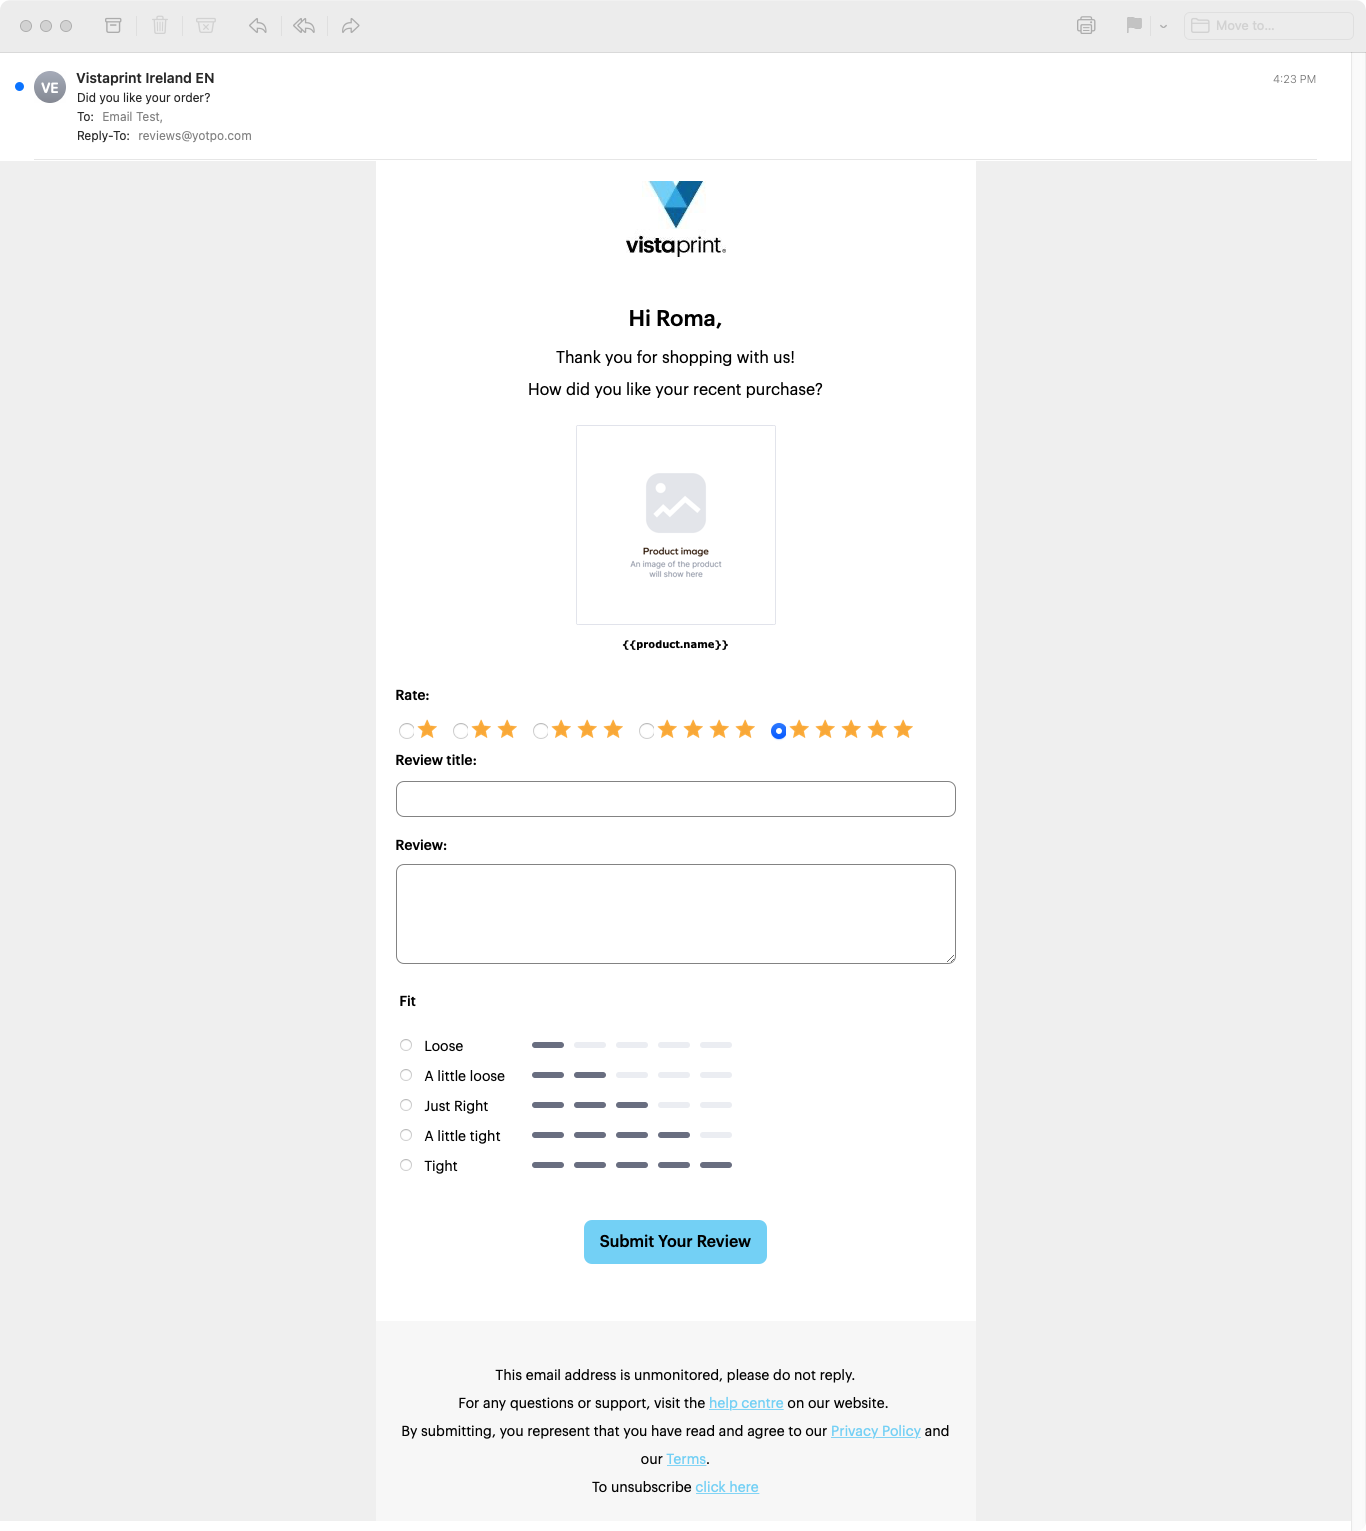 Move to...
VE
Vistaprint Ireland EN
4:23 PM
Did you like your order?
To: Email Test,
Reply-To: reviews@yotpo.com
vistaprint.
Hi Roma,
Thank you for shopping with us!
How did you like your recent purchase?
Product image
An image of the product
will show here
{{product.name}}
Rate:
Review title:
Review:
Fit
Loose
A little loose
Just Right
A little tight
Tight
Submit Your Review
This email address is unmonitored, please do not reply.
For any questions or support, visit the help centre on our website.
By submitting, you represent that you have read and agree to our Privacy Policy and
our Terms.
To unsubscribe click here